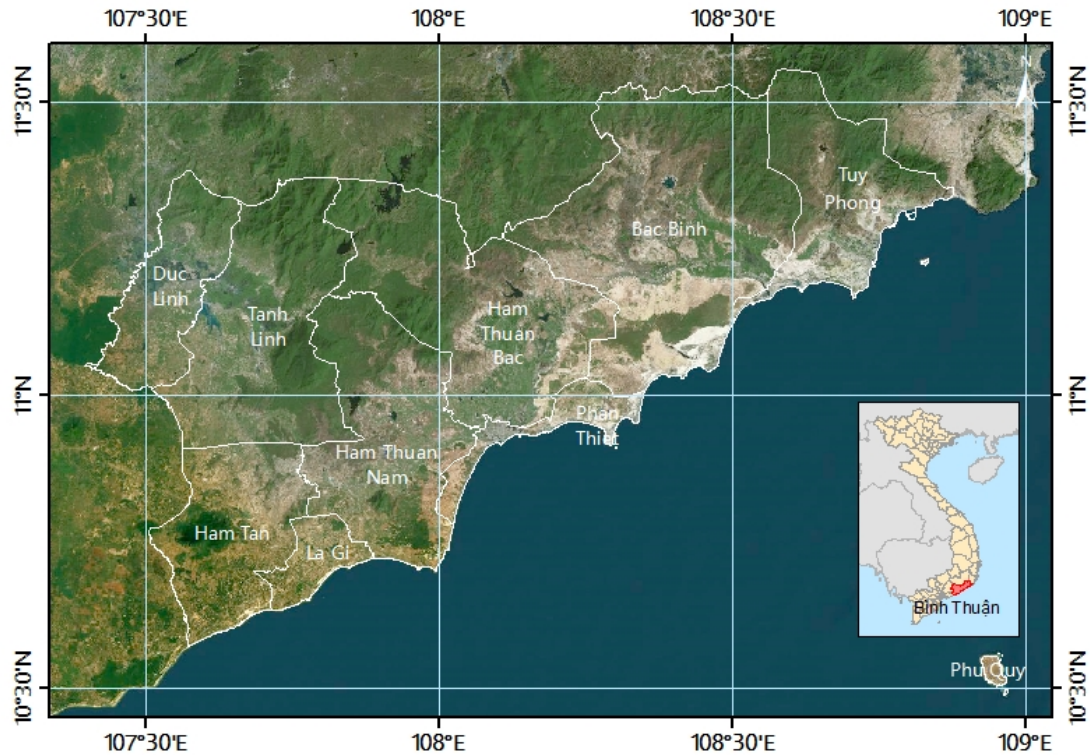 107°30'E 108°E 108°30'E 109°E
11°30'N
11°30'N
N
Tuy
Phong
Bac Binh
Duc
Linh
Tanh
Linh
Ham
Thuan
Bac
11°N
11°N
Phan
Thiet
Ham Thuan
Nam
Ham Tan
La Gi
Bình Thuận
Phu Quy
10°30'N
10°30'N
107°30'E 108°E 108°30'E 109°E